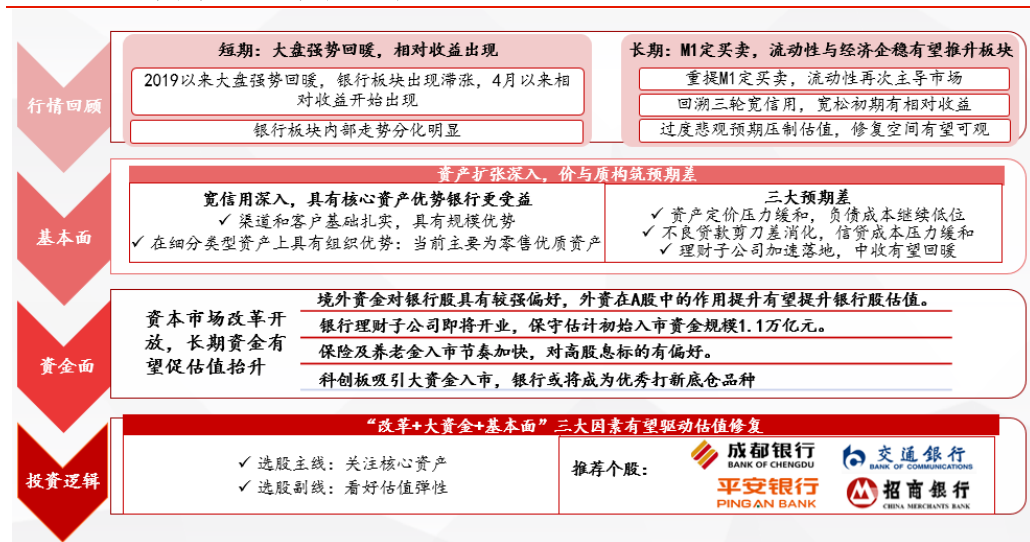 行情回顾
短期：大盘强势回暖，相对收益出现
2019以来大盘强势回暖，银行板块出现滞涨，4月以来相
对收益开始出现
银行板块内部走势分化明显
长期：M1定买卖，流动性与经济企稳有望推升板块
重提M1定买卖，流动性再次主导市场
回溯三轮宽信用，宽松初期有相对收益
过度悲观预期压制估值，修复空间有望可观
基本面
资产扩张深入，价与质构筑预期差
宽信用深入，具有核心资产优势银行更受益
✓ 渠道和客户基础扎实，具有规模优势
✓ 在细分类型资产上具有组织优势：当前主要为零售优质资产
三大预期差
✓ 资产定价压力缓和，负债成本继续低位
✓ 不良贷款剪刀差消化，信贷成本压力缓和
✓ 理财子公司加速落地，中收有望回暖
资金面
资本市场改革开
放，长期资金有
望促估值抬升
境外资金对银行股具有较强偏好，外资在A股中的作用提升有望提升银行股估值。
银行理财子公司即将开业，保守估计初始入市资金规模1.1万亿元。
保险及养老金入市节奏加快，对高股息标的有偏好。
科创板吸引大资金入市，银行或将成为优秀打新底仓品种
投资逻辑
“改革+大资金+基本面”三大因素有望驱动估值修复
✓ 选股主线：关注核心资产
✓ 选股副线：看好估值弹性
推荐个股：
成都银行
BANK OF CHENGDU
交通银行
BANK OF COMMUNICATIONS
平安银行
PINGAN BANK
招商银行
CHINA MERCHANTS BANK